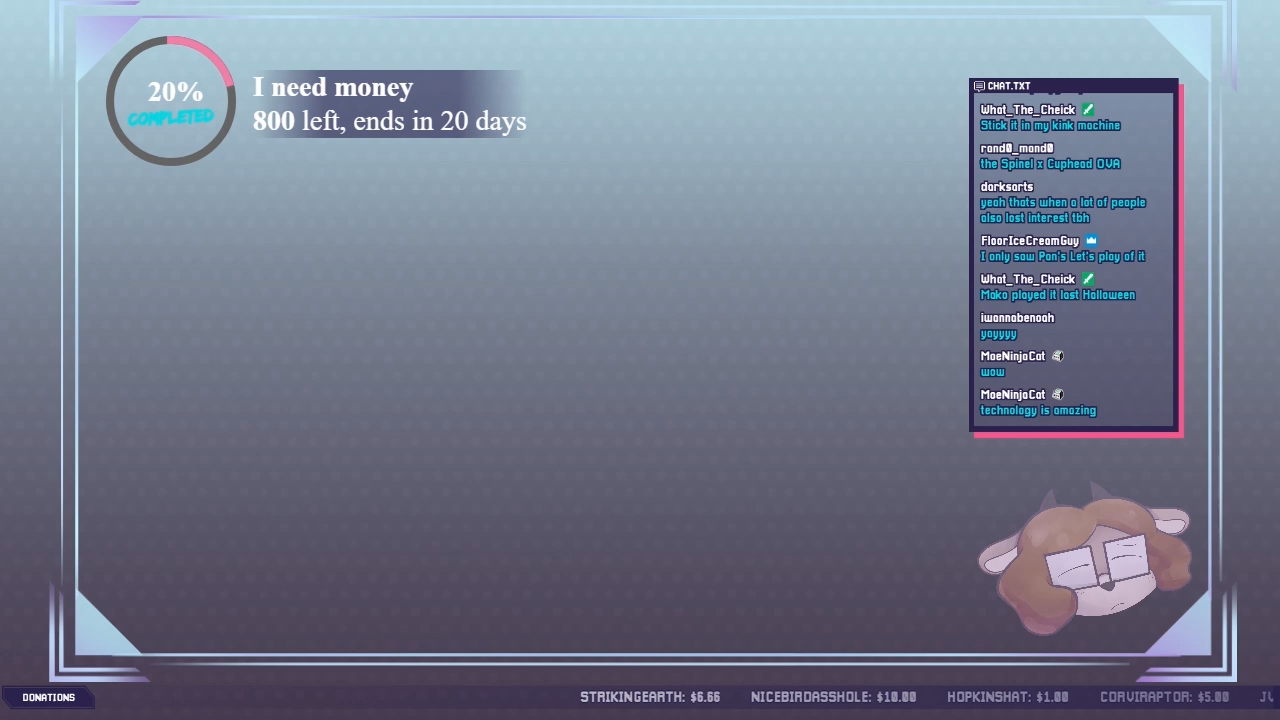 20%
COMPLETED
I need money
800 left, ends in 20 days
CHAT.TXT
What_The_Cheick
Stick it in my kink machine
rand0_mand0
the Spinel x Cuphead OVA
darksarts
yeah thats when a lot of people
also lost interest tbh
FloorIceCreamGuy
I only saw Pan's Let's play of it
What_The_Cheick
Mako played it last Halloween
iwannabenoah
yayyyy
MoeNinjaCat
wow
MoeNinjaCat
technology is amazing
DONATIONS
STRIKINGEARTH: $6.66 NICEBIRDASSHOLE: $10.00 HOPKINSHAT: $1.00 CORVIRAPTOR: $5.00